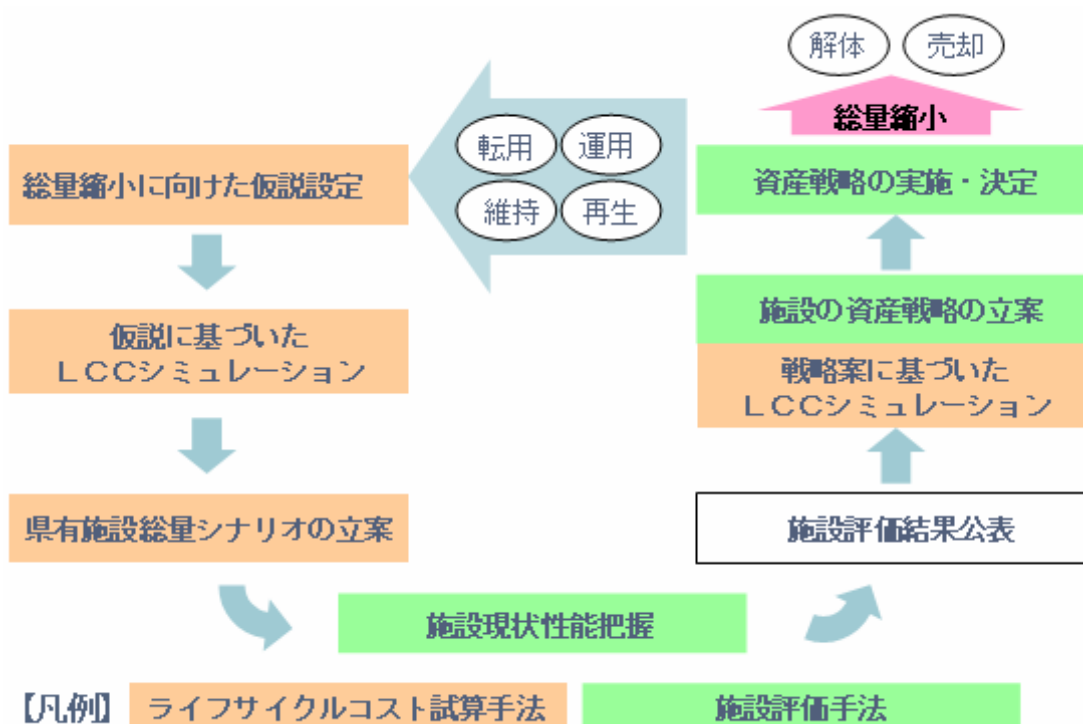 解体
売却
総量縮小
転用
運用
維持
再生
総量縮小に向けた仮説設定
資産戦略の実施・決定
仮説に基づいた
LCCシミュレーション
施設の資産戦略の立案
戦略案に基づいた
LCCシミュレーション
県有施設総量シナリオの立案
施設評価結果公表
施設現状性能把握
【凡例】
ライフサイクルコスト試算手法
施設評価手法